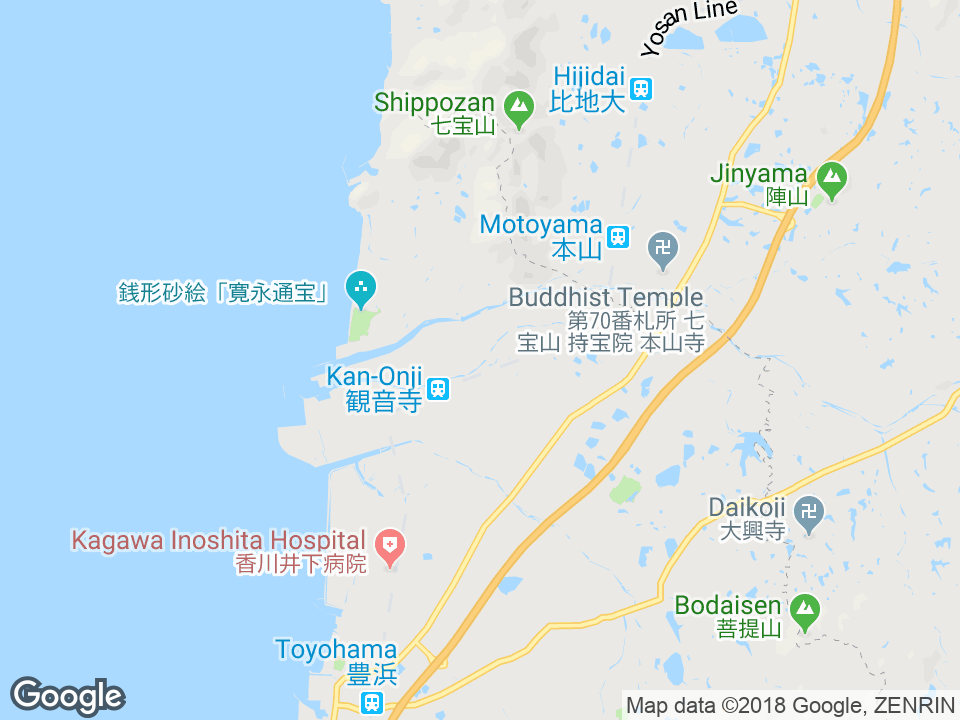 Yosan Line
Hijidai
比地大
Shippozan
七宝山
Jinyama
陣山
Motoyama
本山
銭形砂絵「寛永通宝」
Buddhist Temple
第70番札所 七
宝山 持宝院 本山寺
Kan-Onji
観音寺
Daikoji
大興寺
Kagawa Inoshita Hospital
香川井下病院
Bodaisen
菩提山
Toyohama
豊浜
Google
Map data ©2018 Google, ZENRIN